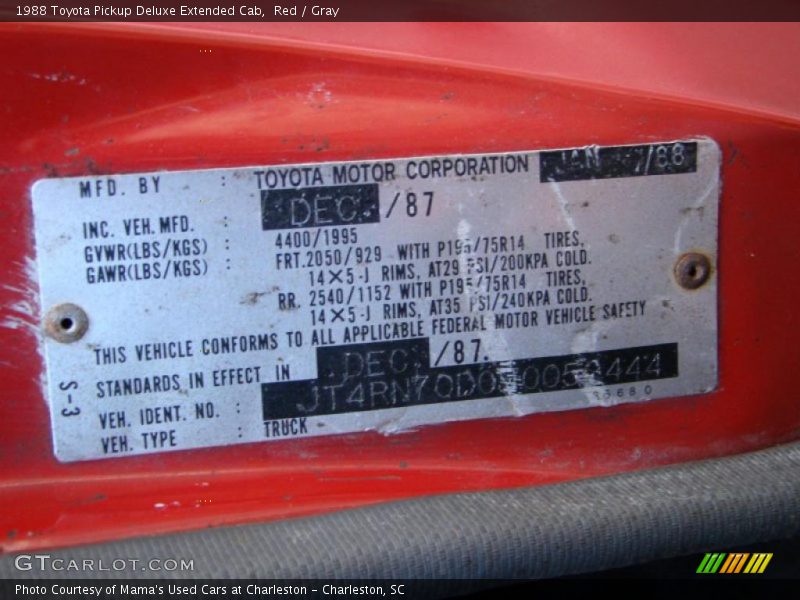 1988 Toyota Pickup Deluxe Extended Cab, Red / Gray
MFD. BY : TOYOTA MOTOR CORPORATION JAN /88
DEC. /87
INC. VEH. MFD. :
GVWR(LBS/KGS) : 4400/1995
GAWR(LBS/KGS) : FRT. 2050/929 WITH P195/75R14 TIRES,
14×5-J RIMS, AT29 PSI/200KPA COLD.
RR. 2540/1152 WITH P195/75R14 TIRES,
14×5-J RIMS, AT35 PSI/240KPA COLD.
THIS VEHICLE CONFORMS TO ALL APPLICABLE FEDERAL MOTOR VEHICLE SAFETY
STANDARDS IN EFFECT IN DEC. /87.
VEH. IDENT. NO. :
VEH. TYPE : TRUCK
S-3
GTCARLOT.COM
Photo Courtesy of Mama's Used Cars at Charleston - Charleston, SC